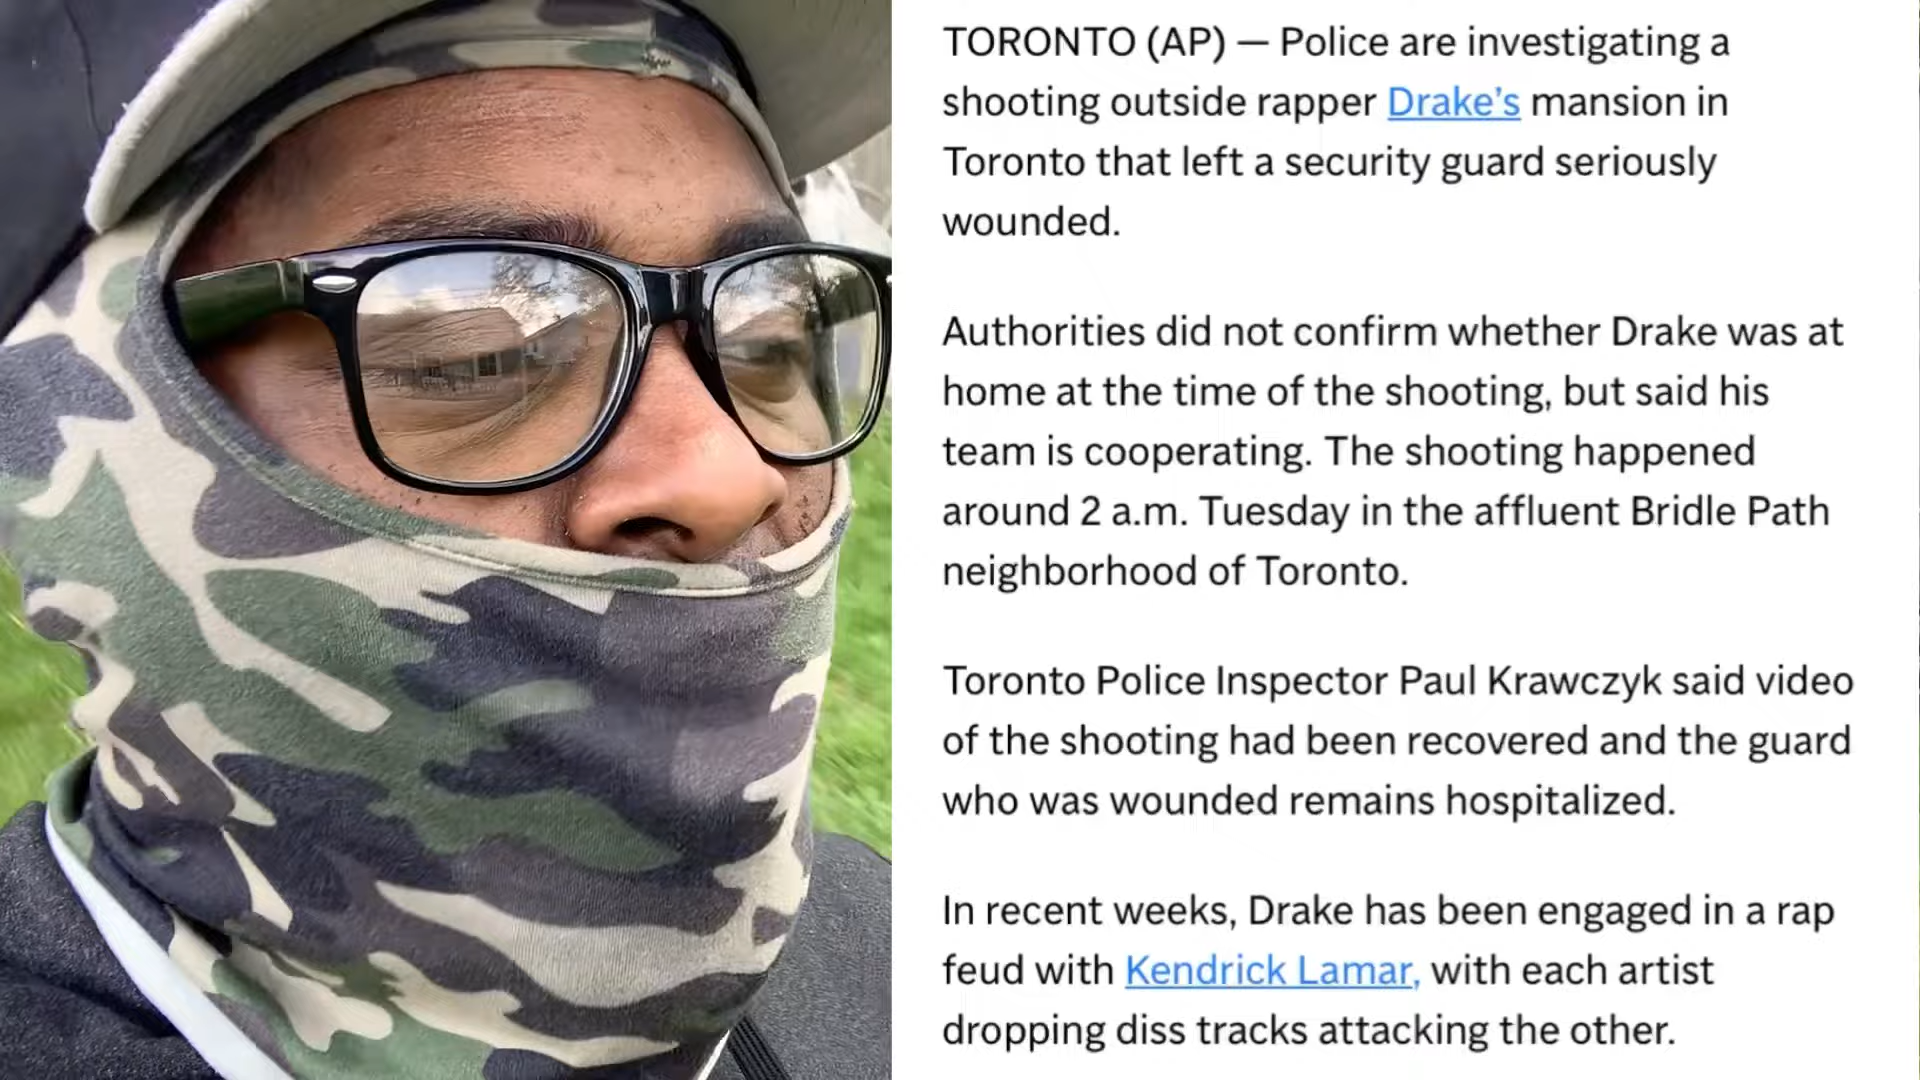 TORONTO (AP) — Police are investigating a
shooting outside rapper Drake’s mansion in
Toronto that left a security guard seriously
wounded.
Authorities did not confirm whether Drake was at
home at the time of the shooting, but said his
team is cooperating. The shooting happened
around 2 a.m. Tuesday in the affluent Bridle Path
neighborhood of Toronto.
Toronto Police Inspector Paul Krawczyk said video
of the shooting had been recovered and the guard
who was wounded remains hospitalized.
In recent weeks, Drake has been engaged in a rap
feud with Kendrick Lamar, with each artist
dropping diss tracks attacking the other.